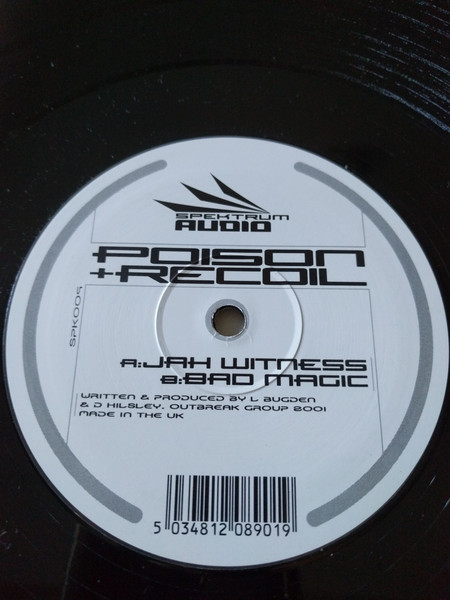 SPEKTRUM
AUDIO
POISON
+RECOIL
SPK009
A:JAH WITNESS
B:BAD MAGIC
WRITTEN & PRODUCED BY L BUGDEN
& D HILSLEY. OUTBREAK GROUP 2001
MADE IN THE UK
5 034812 089019